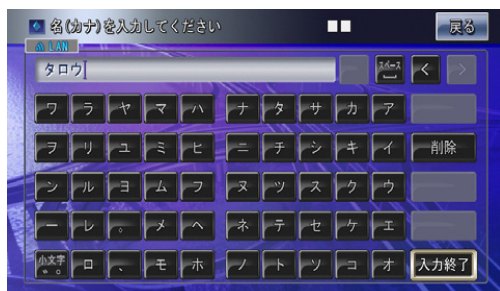 名(カナ)を入力してください
戻る
LAN
タロウ
スペース
<
>
ワ ラ ヤ マ ハ ナ タ サ カ ア
ヲ リ ユ ミ ヒ ニ チ シ キ イ 削除
ン ル ヨ ム フ ヌ ツ ス ク ウ
ー レ 。 メ ヘ ネ テ セ ケ エ
小文字 ゛ ゜ ロ 、 モ ホ ノ ト ソ コ オ 入力終了